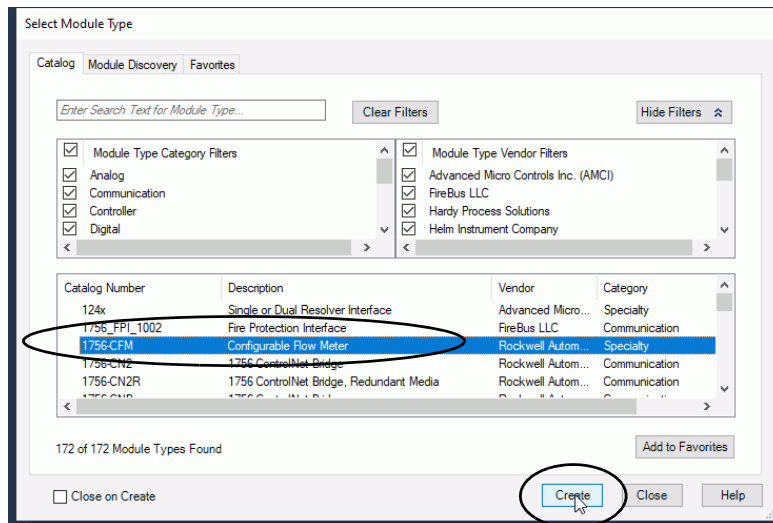 Select Module Type
Catalog Module Discovery Favorites
Enter Search Text for Module Type...
Clear Filters
Hide Filters
Module Type Category Filters
Analog
Communication
Controller
Digital
Module Type Vendor Filters
Advanced Micro Controls Inc. (AMCI)
FireBus LLC
Hardy Process Solutions
Helm Instrument Company
Catalog Number Description Vendor Category
124x Single or Dual Resolver Interface Advanced Micro... Specialty
1756_FPI_1002 Fire Protection Interface FireBus LLC Communication
1756-CFM Configurable Flow Meter Rockwell Autom... Specialty
1756-CN2 1756 ControlNet Bridge Rockwell Autom... Communication
1756-CN2R 1756 ControlNet Bridge, Redundant Media Rockwell Autom... Communication
172 of 172 Module Types Found
Add to Favorites
Close on Create
Create Close Help